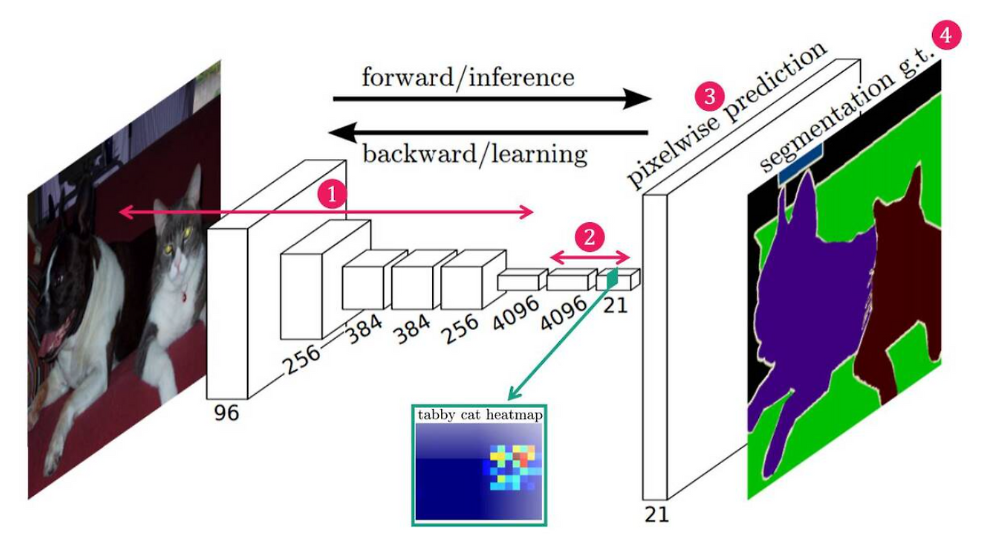 4
3
forward/inference
backward/learning
pixelwise prediction
segmentation g.t.
1
2
96
256
384
384
256
4096
4096
21
tabby cat heatmap
21